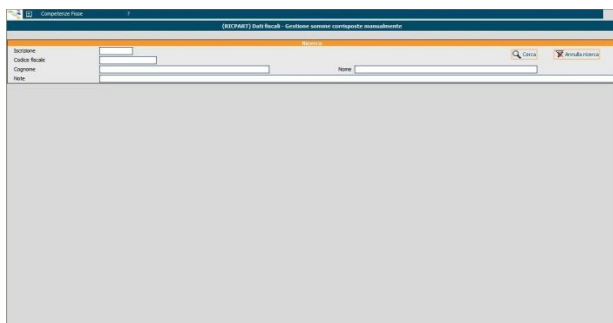 Competenze Fisse ?
(RICPART) Dati fiscali - Gestione somme corrisposte manualmente
Ricerca
Iscrizione
Cerca
Annulla ricerca
Codice fiscale
Cognome
Nome
Note